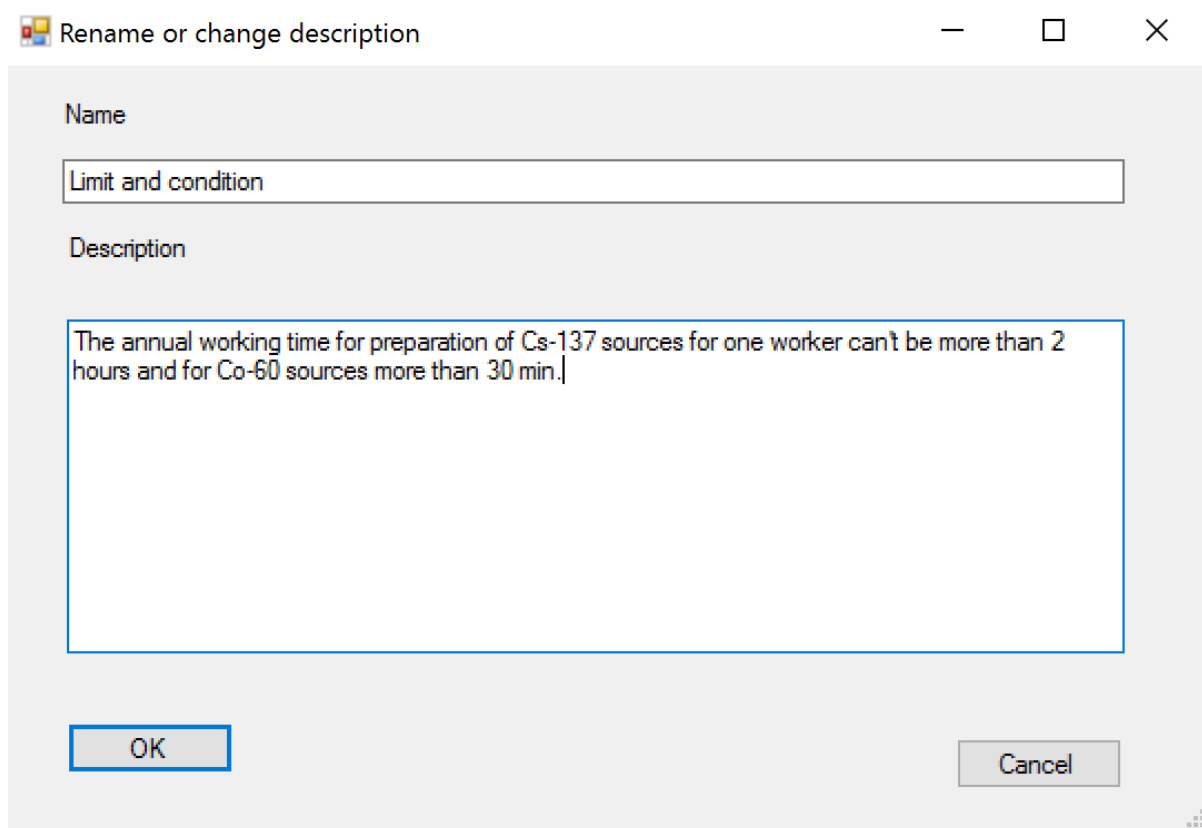 Rename or change description
Name
Limit and condition
Description
The annual working time for preparation of Cs-137 sources for one worker can't be more than 2
hours and for Co-60 sources more than 30 min.
OK
Cancel